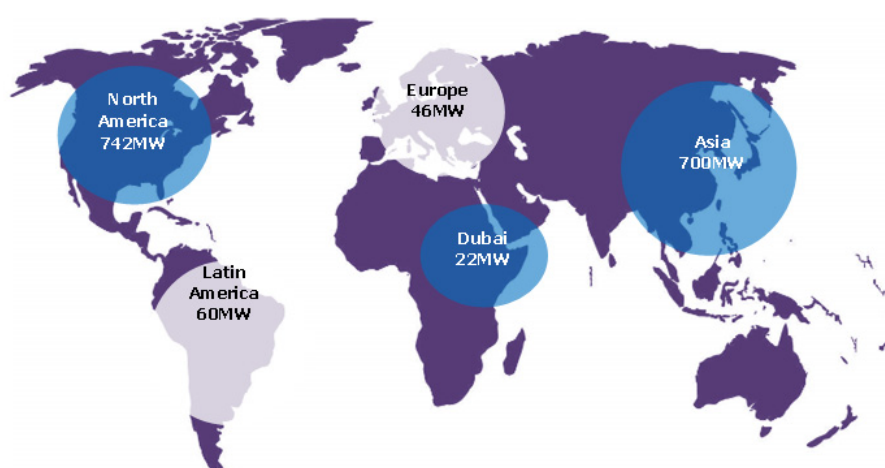 North
America
742MW
Europe
46MW
Asia
700MW
Dubai
22MW
Latin
America
60MW